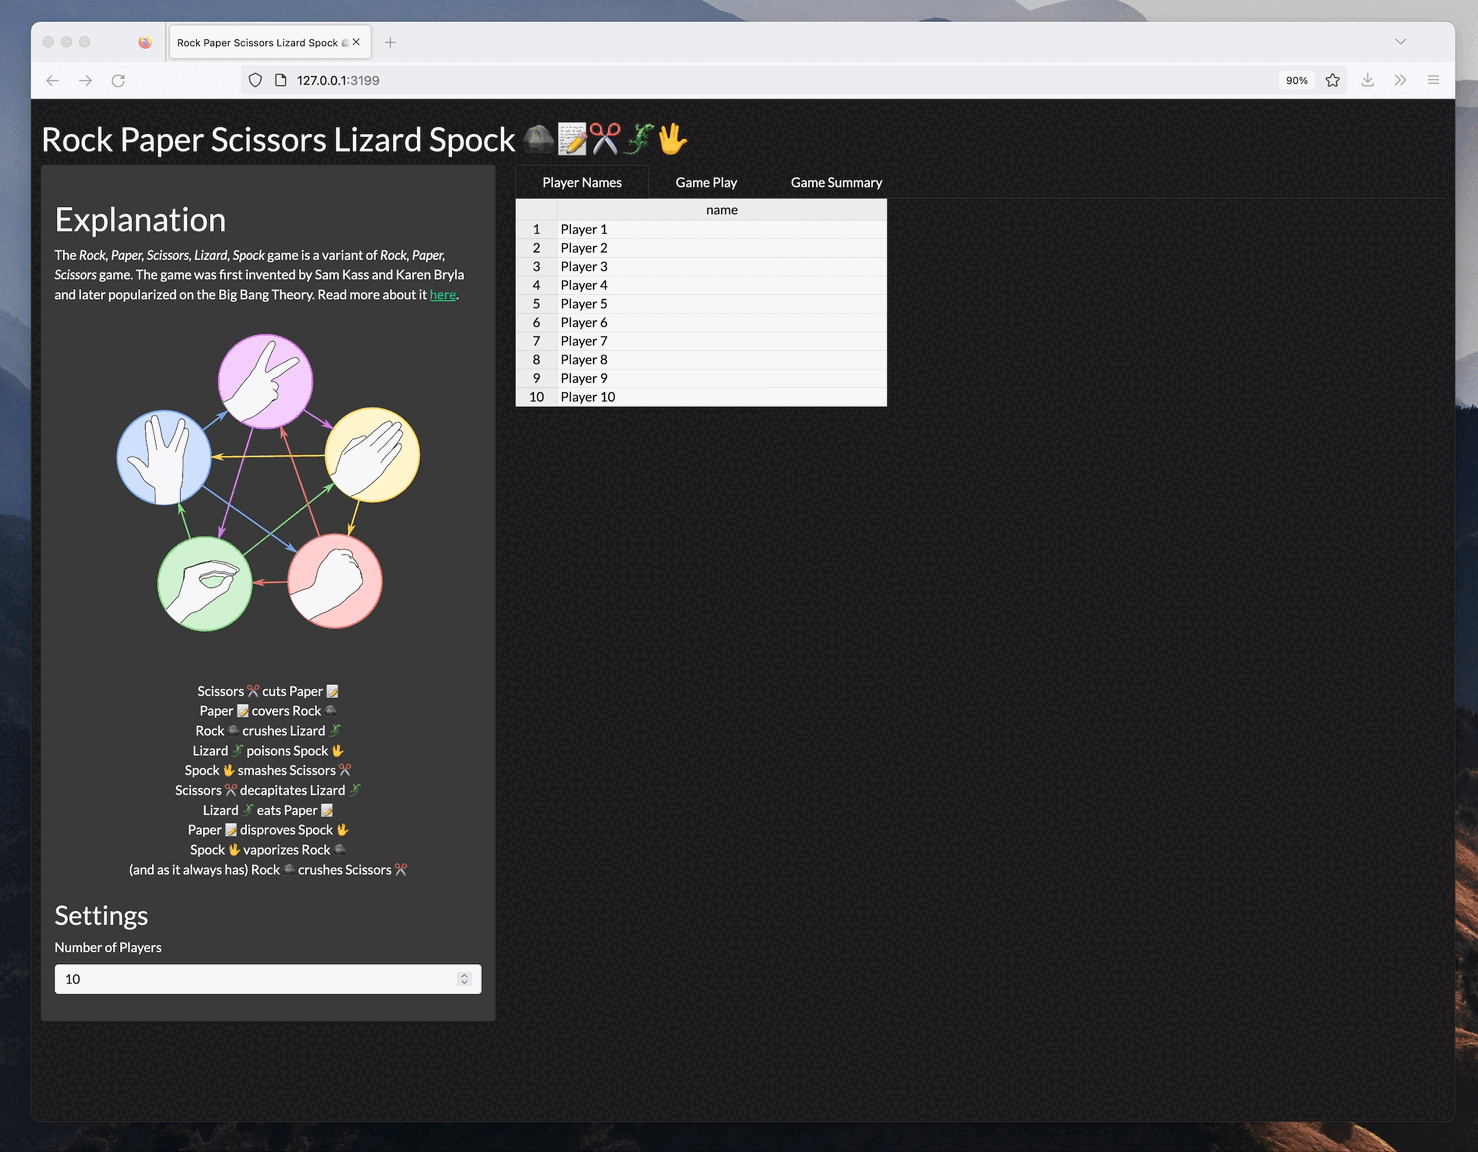 Rock Paper Scissors Lizard Spock
127.0.0.1:3199
90%
Rock Paper Scissors Lizard Spock 🪨📝✂️🦎🖖
Explanation
The Rock, Paper, Scissors, Lizard, Spock game is a variant of Rock, Paper,
Scissors game. The game was first invented by Sam Kass and Karen Bryla
and later popularized on the Big Bang Theory. Read more about it here.
Scissors ✂️ cuts Paper 📝
Paper 📝 covers Rock 🪨
Rock 🪨 crushes Lizard 🦎
Lizard 🦎 poisons Spock 🖖
Spock 🖖 smashes Scissors ✂️
Scissors ✂️ decapitates Lizard 🦎
Lizard 🦎 eats Paper 📝
Paper 📝 disproves Spock 🖖
Spock 🖖 vaporizes Rock 🪨
(and as it always has) Rock 🪨 crushes Scissors ✂️
Settings
Number of Players
10
Player Names Game Play Game Summary
name
1 Player 1
2 Player 2
3 Player 3
4 Player 4
5 Player 5
6 Player 6
7 Player 7
8 Player 8
9 Player 9
10 Player 10